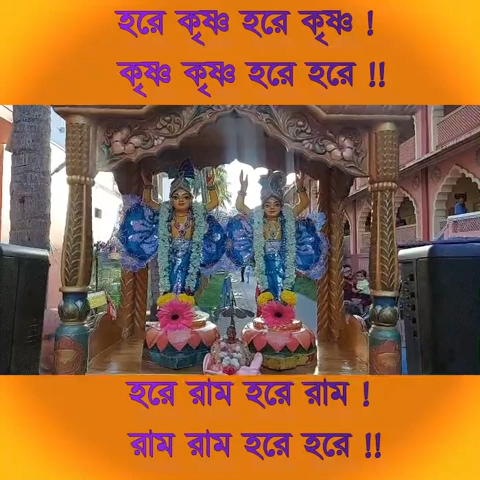 হরে কৃষ্ণ হরে কৃষ্ণ !
কৃষ্ণ কৃষ্ণ হরে হরে !!
হরে রাম হরে রাম !
রাম রাম হরে হরে !!